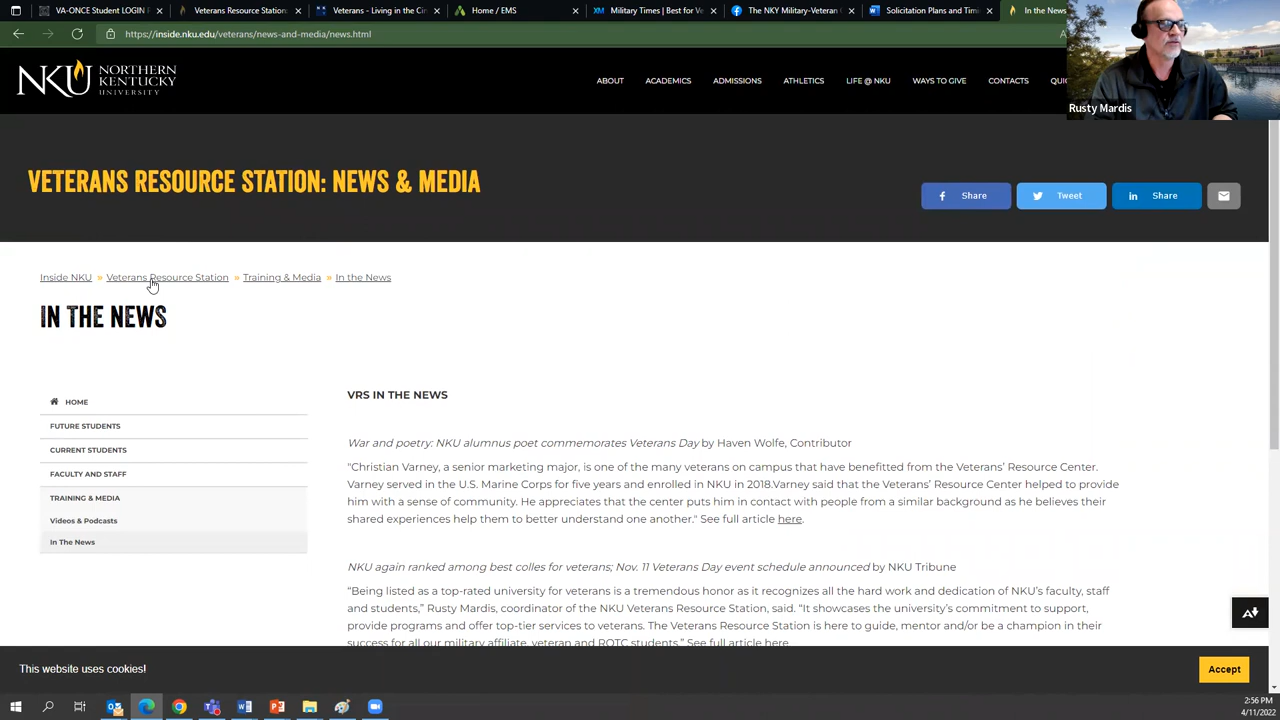 VA-ONCE Student LOGIN
Veterans Resource Station:
Veterans - Living in the Cin
Home / EMS
Military Times | Best for Ve
The NKY Military-Veteran C
Solicitation Plans and Timi
In the News
https://inside.nku.edu/veterans/news-and-media/news.html
NKU NORTHERN
KENTUCKY
UNIVERSITY
ABOUT ACADEMICS ADMISSIONS ATHLETICS LIFE @ NKU WAYS TO GIVE CONTACTS
Rusty Mardis
VETERANS RESOURCE STATION: NEWS & MEDIA
Share Tweet Share
Inside NKU » Veterans Resource Station » Training & Media » In the News
IN THE NEWS
HOME
FUTURE STUDENTS
CURRENT STUDENTS
FACULTY AND STAFF
TRAINING & MEDIA
Videos & Podcasts
In The News
VRS IN THE NEWS
War and poetry: NKU alumnus poet commemorates Veterans Day by Haven Wolfe, Contributor
"Christian Varney, a senior marketing major, is one of the many veterans on campus that have benefitted from the Veterans' Resource Center.
Varney served in the U.S. Marine Corps for five years and enrolled in NKU in 2018.Varney said that the Veterans' Resource Center helped to provide
him with a sense of community. He appreciates that the center puts him in contact with people from a similar background as he believes their
shared experiences help them to better understand one another." See full article here.
NKU again ranked among best colles for veterans; Nov. 11 Veterans Day event schedule announced by NKU Tribune
"Being listed as a top-rated university for veterans is a tremendous honor as it recognizes all the hard work and dedication of NKU's faculty, staff
and students," Rusty Mardis, coordinator of the NKU Veterans Resource Station, said. "It showcases the university's commitment to support,
provide programs and offer top-tier services to veterans. The Veterans Resource Station is here to guide, mentor and/or be a champion in their
success for all our military affiliate, veteran and ROTC students." See full article here.
This website uses cookies!
Accept
2:56 PM
4/11/2022